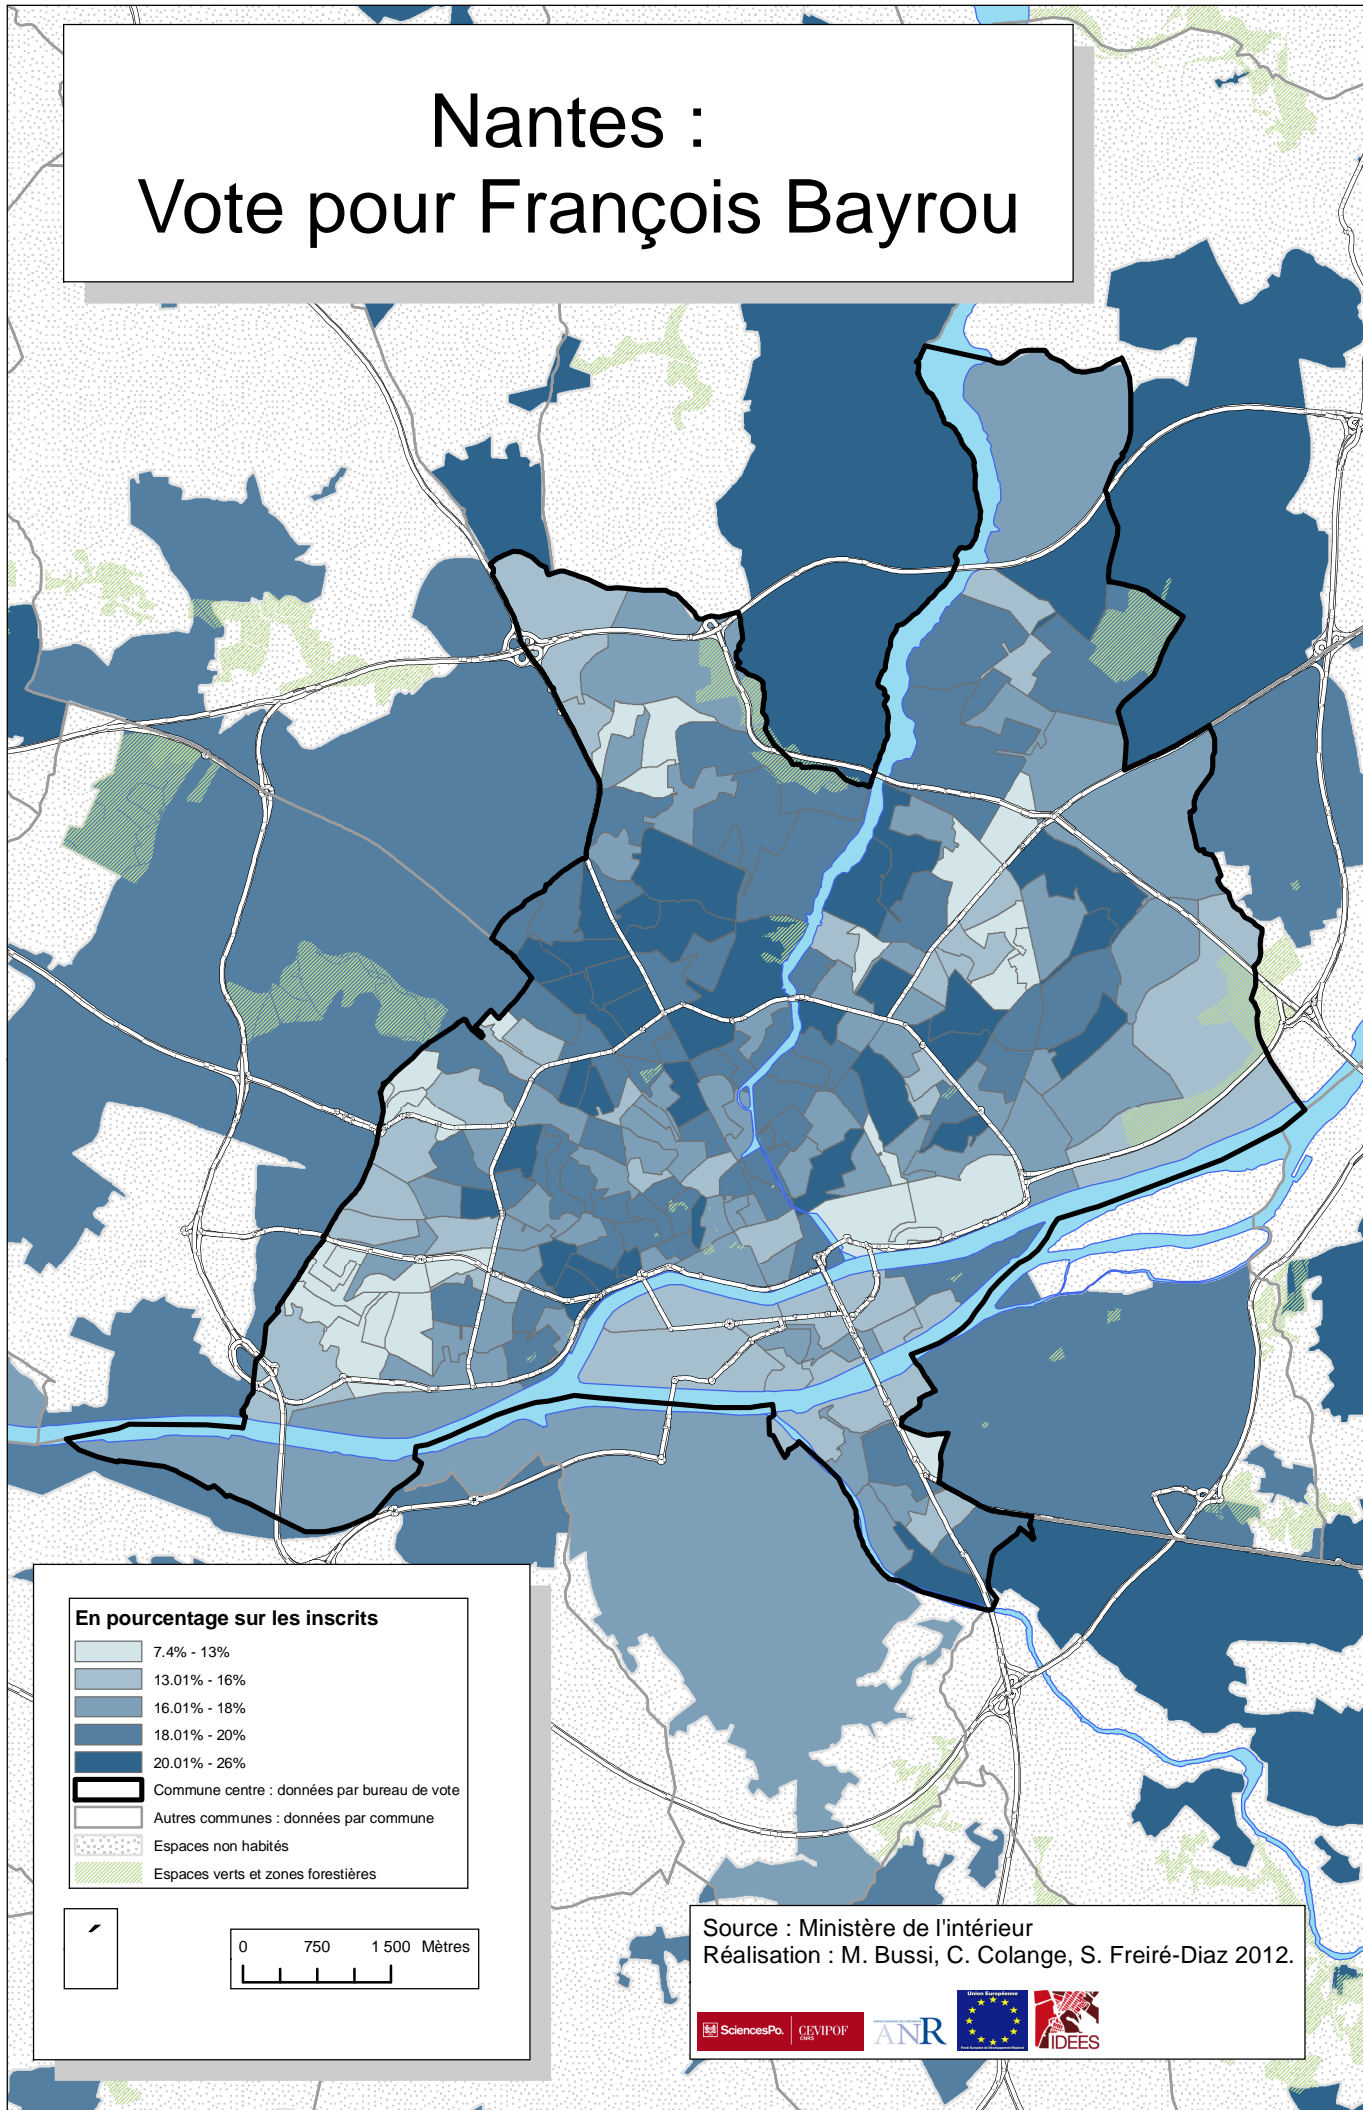 Nantes :
Vote pour François Bayrou
En pourcentage sur les inscrits
7.4% - 13%
13.01% - 16%
16.01% - 18%
18.01% - 20%
20.01% - 26%
Commune centre : données par bureau de vote
Autres communes : données par commune
Espaces non habités
Espaces verts et zones forestières
0 750 1 500 Mètres
Source : Ministère de l'intérieur
Réalisation : M. Bussi, C. Colange, S. Freiré-Diaz 2012.
SciencesPo.
CEVIPOF
CNRS
ANR
Union Européenne
IDEES